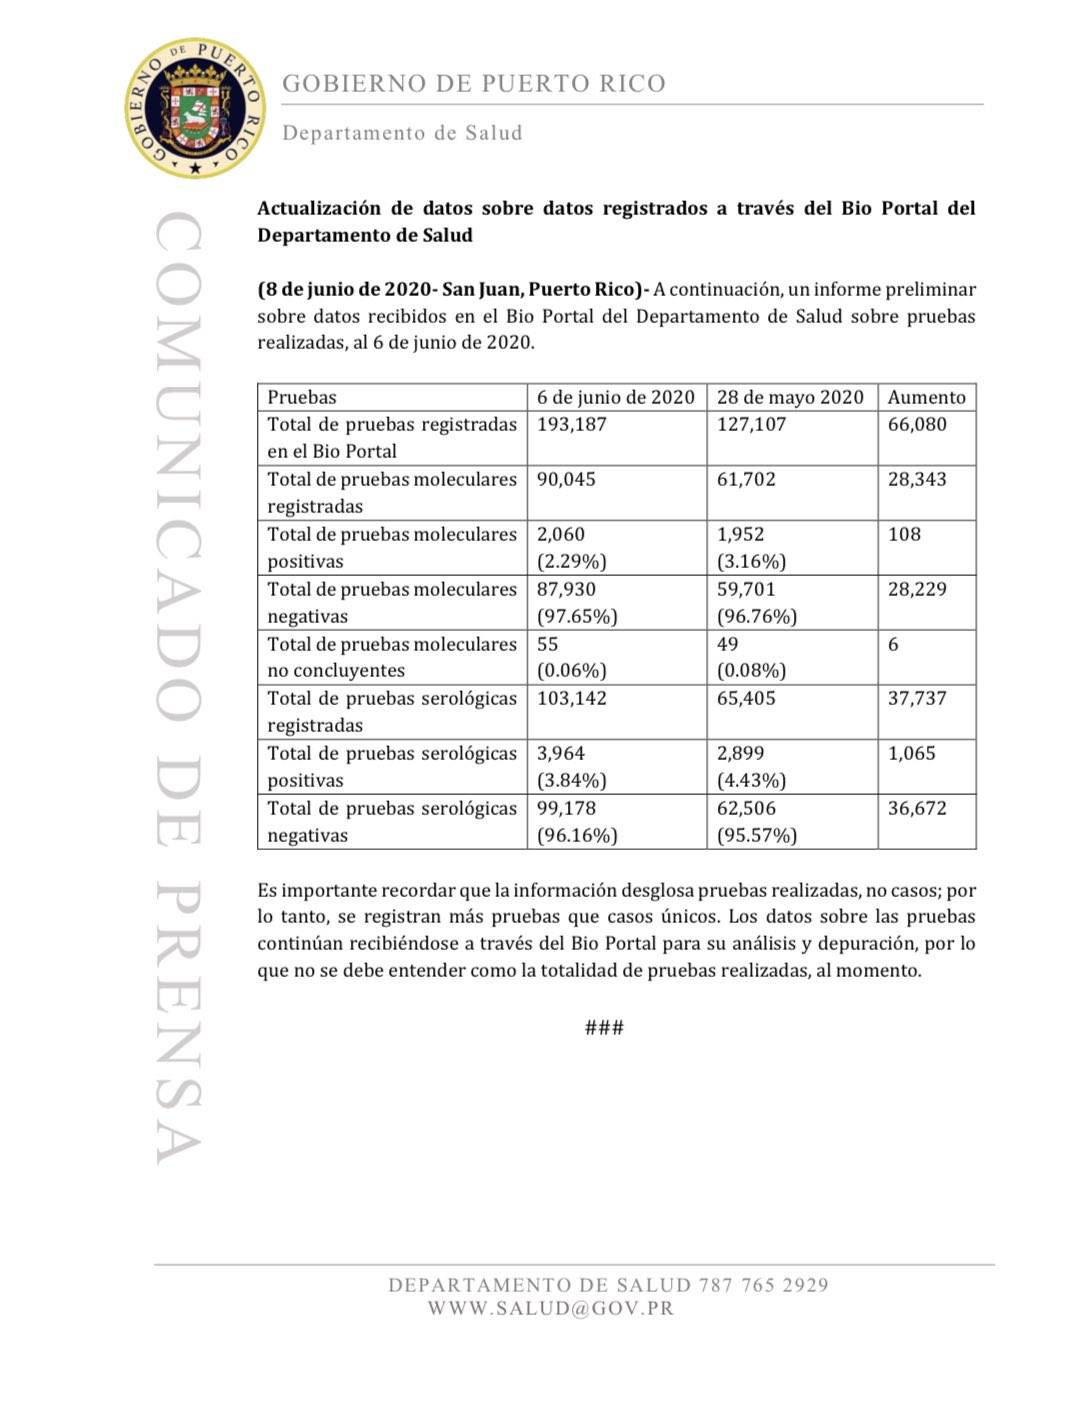 GOBIERNO DE PUERTO RICO
GOBIERNO DE PUERTO RICO
Departamento de Salud
COMUNICADO DE PRENSA
Actualización de datos sobre datos registrados a través del Bio Portal del
Departamento de Salud
(8 de junio de 2020- San Juan, Puerto Rico)- A continuación, un informe preliminar
sobre datos recibidos en el Bio Portal del Departamento de Salud sobre pruebas
realizadas, al 6 de junio de 2020.
Pruebas 6 de junio de 2020 28 de mayo 2020 Aumento
Total de pruebas registradas 193,187 127,107 66,080
en el Bio Portal
Total de pruebas moleculares 90,045 61,702 28,343
registradas
Total de pruebas moleculares 2,060 1,952 108
positivas (2.29%) (3.16%)
Total de pruebas moleculares 87,930 59,701 28,229
negativas (97.65%) (96.76%)
Total de pruebas moleculares 55 49 6
no concluyentes (0.06%) (0.08%)
Total de pruebas serológicas 103,142 65,405 37,737
registradas
Total de pruebas serológicas 3,964 2,899 1,065
positivas (3.84%) (4.43%)
Total de pruebas serológicas 99,178 62,506 36,672
negativas (96.16%) (95.57%)
Es importante recordar que la información desglosa pruebas realizadas, no casos; por
lo tanto, se registran más pruebas que casos únicos. Los datos sobre las pruebas
continúan recibiéndose a través del Bio Portal para su análisis y depuración, por lo
que no se debe entender como la totalidad de pruebas realizadas, al momento.
###
DEPARTAMENTO DE SALUD 787 765 2929
WWW.SALUD@GOV.PR